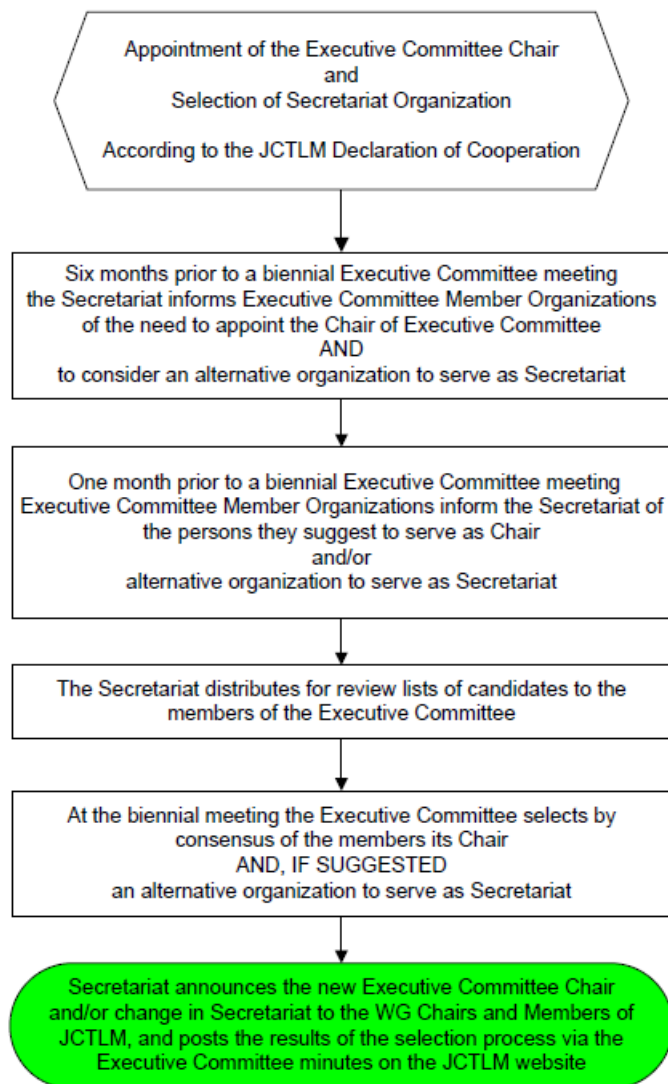 Appointment of the Executive Committee Chair
and
Selection of Secretariat Organization
According to the JCTLM Declaration of Cooperation
Six months prior to a biennial Executive Committee meeting
the Secretariat informs Executive Committee Member Organizations
of the need to appoint the Chair of Executive Committee
AND
to consider an alternative organization to serve as Secretariat
One month prior to a biennial Executive Committee meeting
Executive Committee Member Organizations inform the Secretariat of
the persons they suggest to serve as Chair
and/or
alternative organization to serve as Secretariat
The Secretariat distributes for review lists of candidates to the
members of the Executive Committee
At the biennial meeting the Executive Committee selects by
consensus of the members its Chair
AND, IF SUGGESTED
an alternative organization to serve as Secretariat
Secretariat announces the new Executive Committee Chair
and/or change in Secretariat to the WG Chairs and Members of
JCTLM, and posts the results of the selection process via the
Executive Committee minutes on the JCTLM website